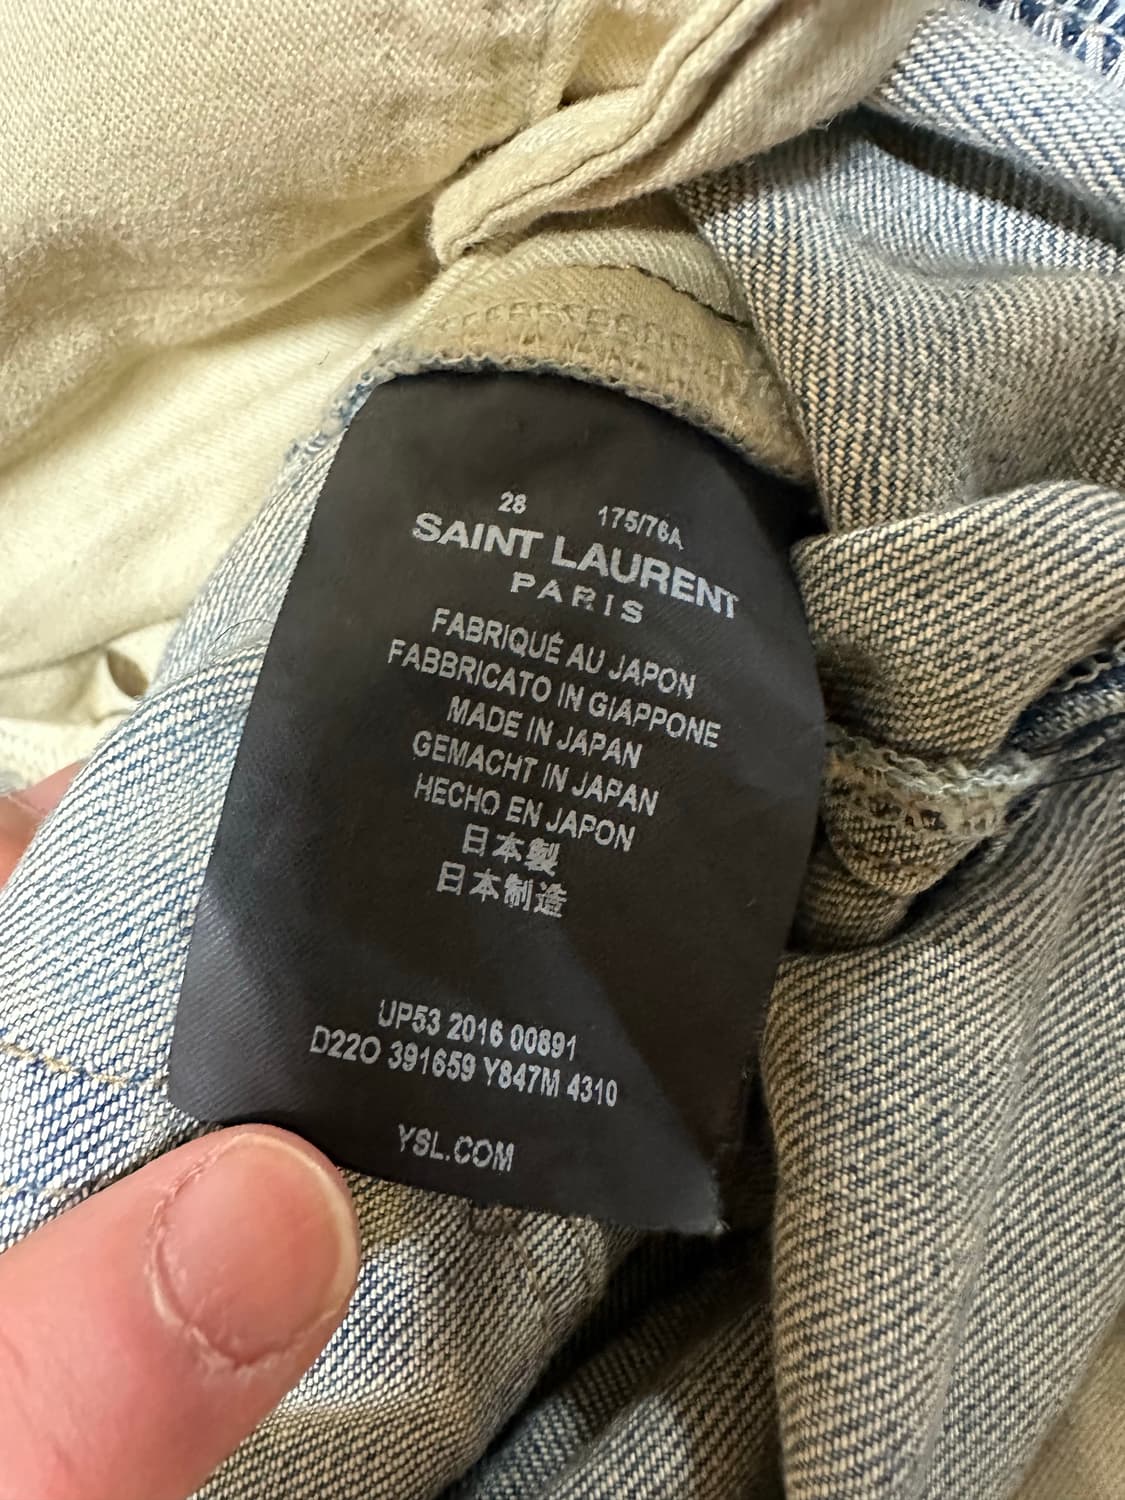 28 175/76A
SAINT LAURENT
PARIS
FABRIQUÉ AU JAPON
FABBRICATO IN GIAPPONE
MADE IN JAPAN
GEMACHT IN JAPAN
HECHO EN JAPON
日本製
日本制造
UP53 2016 00891
D22O 391659 Y847M 4310
YSL.COM